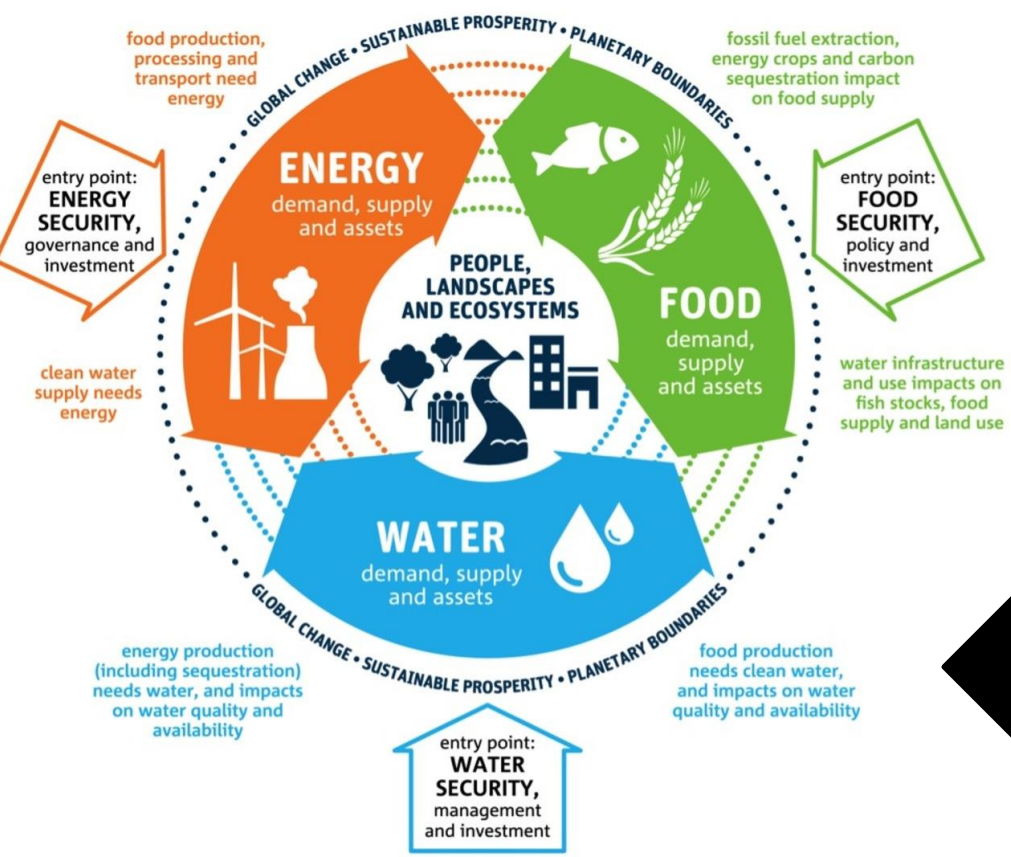 GLOBAL CHANGE • SUSTAINABLE PROSPERITY • PLANETARY BOUNDARIES
food production,
processing and
transport need
energy
fossil fuel extraction,
energy crops and carbon
sequestration impact
on food supply
entry point:
ENERGY
SECURITY,
governance and
investment
ENERGY
demand, supply
and assets
entry point:
FOOD
SECURITY,
policy and
investment
PEOPLE,
LANDSCAPES
AND ECOSYSTEMS
FOOD
demand,
supply
and assets
clean water
supply needs
energy
water infrastructure
and use impacts on
fish stocks, food
supply and land use
WATER
demand, supply
and assets
GLOBAL CHANGE • SUSTAINABLE PROSPERITY • PLANETARY BOUNDARIES
energy production
(including sequestration)
needs water, and impacts
on water quality and
availability
food production
needs clean water,
and impacts on water
quality and availability
entry point:
WATER
SECURITY,
management
and investment